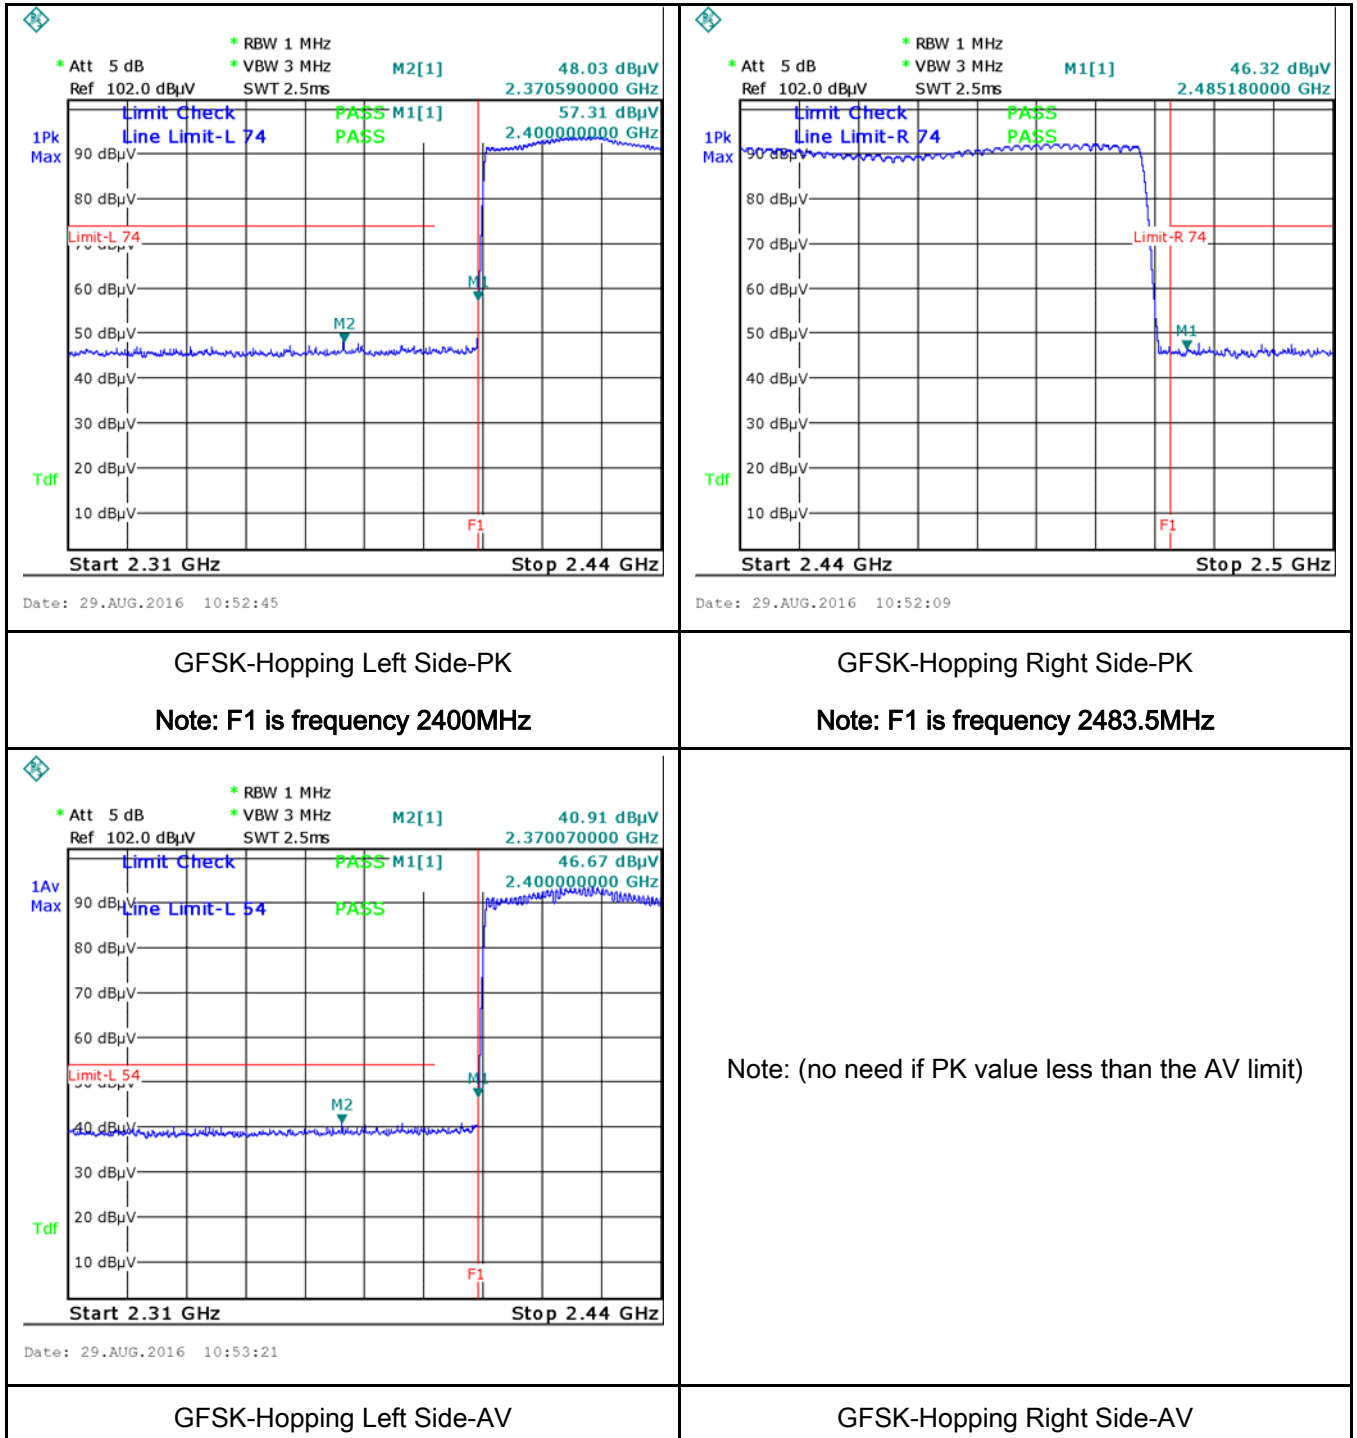 * RBW 1 MHz
* Att 5 dB * VBW 3 MHz M2[1] 48.03 dBµV
Ref 102.0 dBµV SWT 2.5ms 2.370590000 GHz
Limit Check PASS M1[1] 57.31 dBµV
1Pk Line Limit-L 74 PASS 2.400000000 GHz
Max 90 dBµV
80 dBµV
Limit-L 74
70 dBµV
M1
60 dBµV
M2
50 dBµV
40 dBµV
30 dBµV
Tdf 20 dBµV
10 dBµV
F1
Start 2.31 GHz Stop 2.44 GHz
Date: 29.AUG.2016 10:52:45
* RBW 1 MHz
* Att 5 dB * VBW 3 MHz M1[1] 46.32 dBµV
Ref 102.0 dBµV SWT 2.5ms 2.485180000 GHz
Limit Check PASS
1Pk Line Limit-R 74 PASS
Max 90 dBµV
80 dBµV
Limit-R 74
70 dBµV
60 dBµV
50 dBµV
M1
40 dBµV
30 dBµV
Tdf 20 dBµV
10 dBµV
F1
Start 2.44 GHz Stop 2.5 GHz
Date: 29.AUG.2016 10:52:09
GFSK-Hopping Left Side-PK
Note: F1 is frequency 2400MHz
GFSK-Hopping Right Side-PK
Note: F1 is frequency 2483.5MHz
* RBW 1 MHz
* Att 5 dB * VBW 3 MHz M2[1] 40.91 dBµV
Ref 102.0 dBµV SWT 2.5ms 2.370070000 GHz
Limit Check PASS M1[1] 46.67 dBµV
1Av 2.400000000 GHz
Max 90 dBµV Line Limit-L 54 PASS
80 dBµV
70 dBµV
60 dBµV
Limit-L 54
50 dBµV
M1
M2
40 dBµV
30 dBµV
Tdf 20 dBµV
10 dBµV
F1
Start 2.31 GHz Stop 2.44 GHz
Date: 29.AUG.2016 10:53:21
Note: (no need if PK value less than the AV limit)
GFSK-Hopping Left Side-AV
GFSK-Hopping Right Side-AV